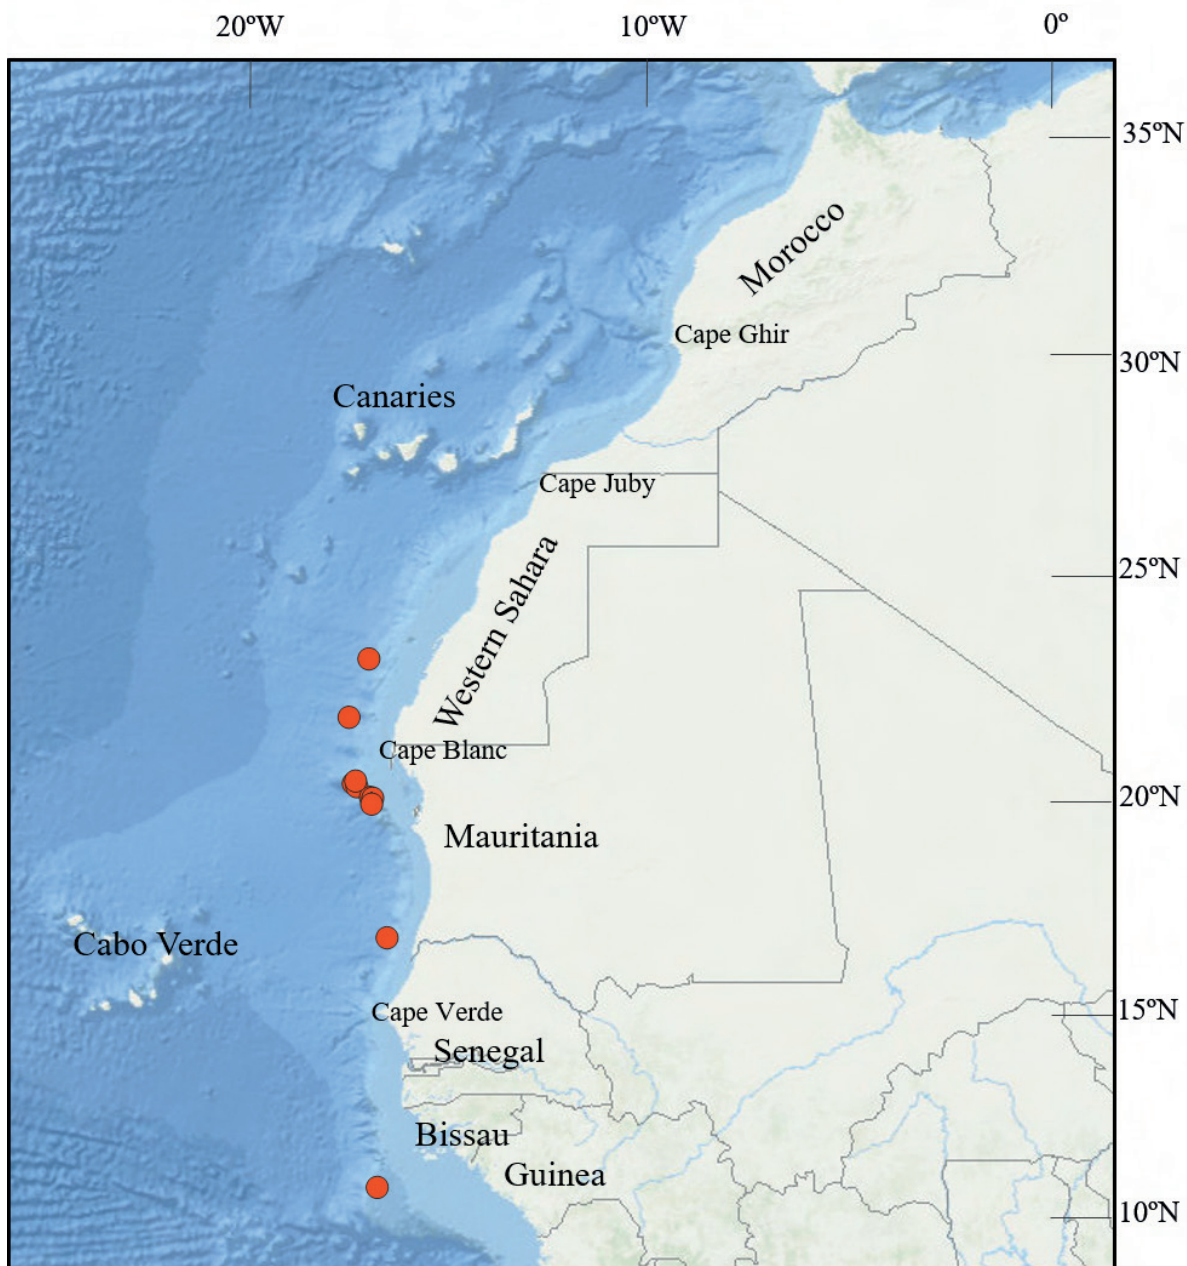 20ºW
10ºW
0º
35ºN
Morocco
Cape Ghir
30ºN
Canaries
Cape Juby
25ºN
Western Sahara
Cape Blanc
20ºN
Mauritania
Cabo Verde
Cape Verde
15ºN
Senegal
Bissau
Guinea
10ºN